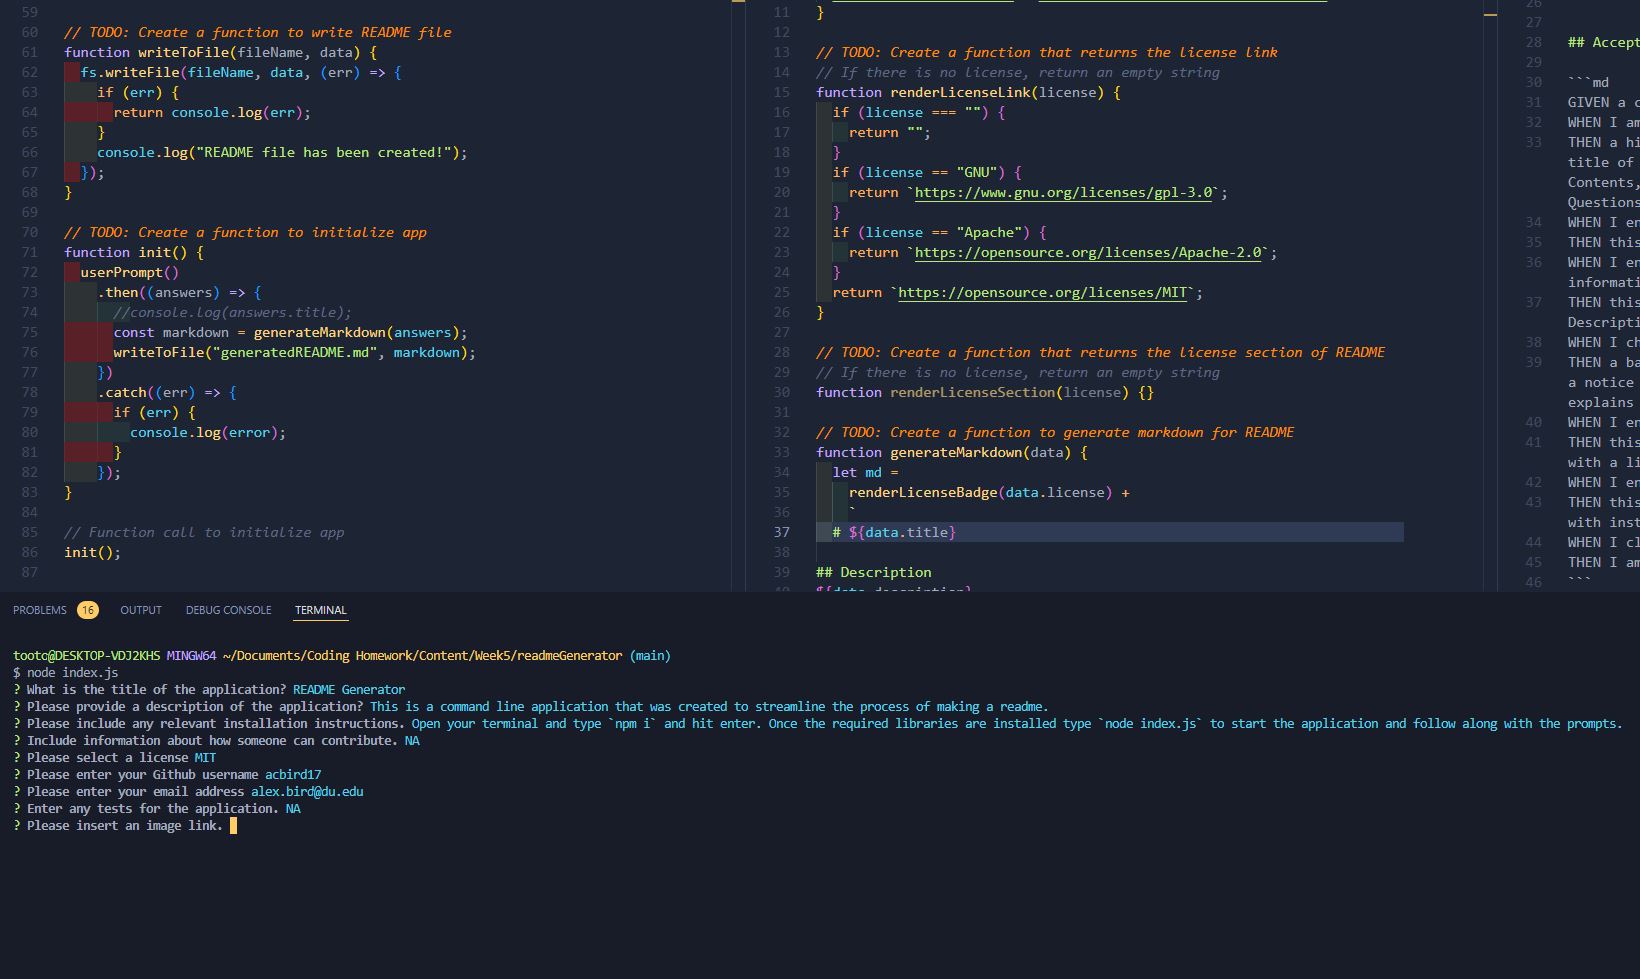 59
60 // TODO: Create a function to write README file
61 function writeToFile(fileName, data) {
62 fs.writeFile(fileName, data, (err) => {
63 if (err) {
64 return console.log(err);
65 }
66 console.log("README file has been created!");
67 });
68 }
69
70 // TODO: Create a function to initialize app
71 function init() {
72 userPrompt()
73 .then((answers) => {
74 //console.log(answers.title);
75 const markdown = generateMarkdown(answers);
76 writeToFile("generatedREADME.md", markdown);
77 })
78 .catch((err) => {
79 if (err) {
80 console.log(error);
81 }
82 });
83 }
84
85 // Function call to initialize app
86 init();
87
11 }
12
13 // TODO: Create a function that returns the license link
14 // If there is no license, return an empty string
15 function renderLicenseLink(license) {
16 if (license === "") {
17 return "";
18 }
19 if (license == "GNU") {
20 return `https://www.gnu.org/licenses/gpl-3.0`;
21 }
22 if (license == "Apache") {
23 return `https://opensource.org/licenses/Apache-2.0`;
24 }
25 return `https://opensource.org/licenses/MIT`;
26 }
27
28 // TODO: Create a function that returns the license section of README
29 // If there is no license, return an empty string
30 function renderLicenseSection(license) {}
31
32 // TODO: Create a function to generate markdown for README
33 function generateMarkdown(data) {
34 let md =
35 renderLicenseBadge(data.license) +
36 `
37 # ${data.title}
38
39 ## Description
40 ${data.description}
26
27
28 ## Accept
29
30 ```md
31 GIVEN a c
32 WHEN I am
33 THEN a hi
title of
Contents,
Questions
34 WHEN I en
35 THEN this
36 WHEN I en
informati
37 THEN this
Descripti
38 WHEN I ch
39 THEN a ba
a notice
explains
40 WHEN I en
41 THEN this
with a li
42 WHEN I en
43 THEN this
with inst
44 WHEN I cl
45 THEN I am
46 ```
PROBLEMS 16 OUTPUT DEBUG CONSOLE TERMINAL
tooto@DESKTOP-VDJ2KHS MINGW64 ~/Documents/Coding Homework/Content/Week5/readmeGenerator (main)
$ node index.js
? What is the title of the application? README Generator
? Please provide a description of the application? This is a command line application that was created to streamline the process of making a readme.
? Please include any relevant installation instructions. Open your terminal and type `npm i` and hit enter. Once the required libraries are installed type `node index.js` to start the application and follow along with the prompts.
? Include information about how someone can contribute. NA
? Please select a license MIT
? Please enter your Github username acbird17
? Please enter your email address alex.bird@du.edu
? Enter any tests for the application. NA
? Please insert an image link.